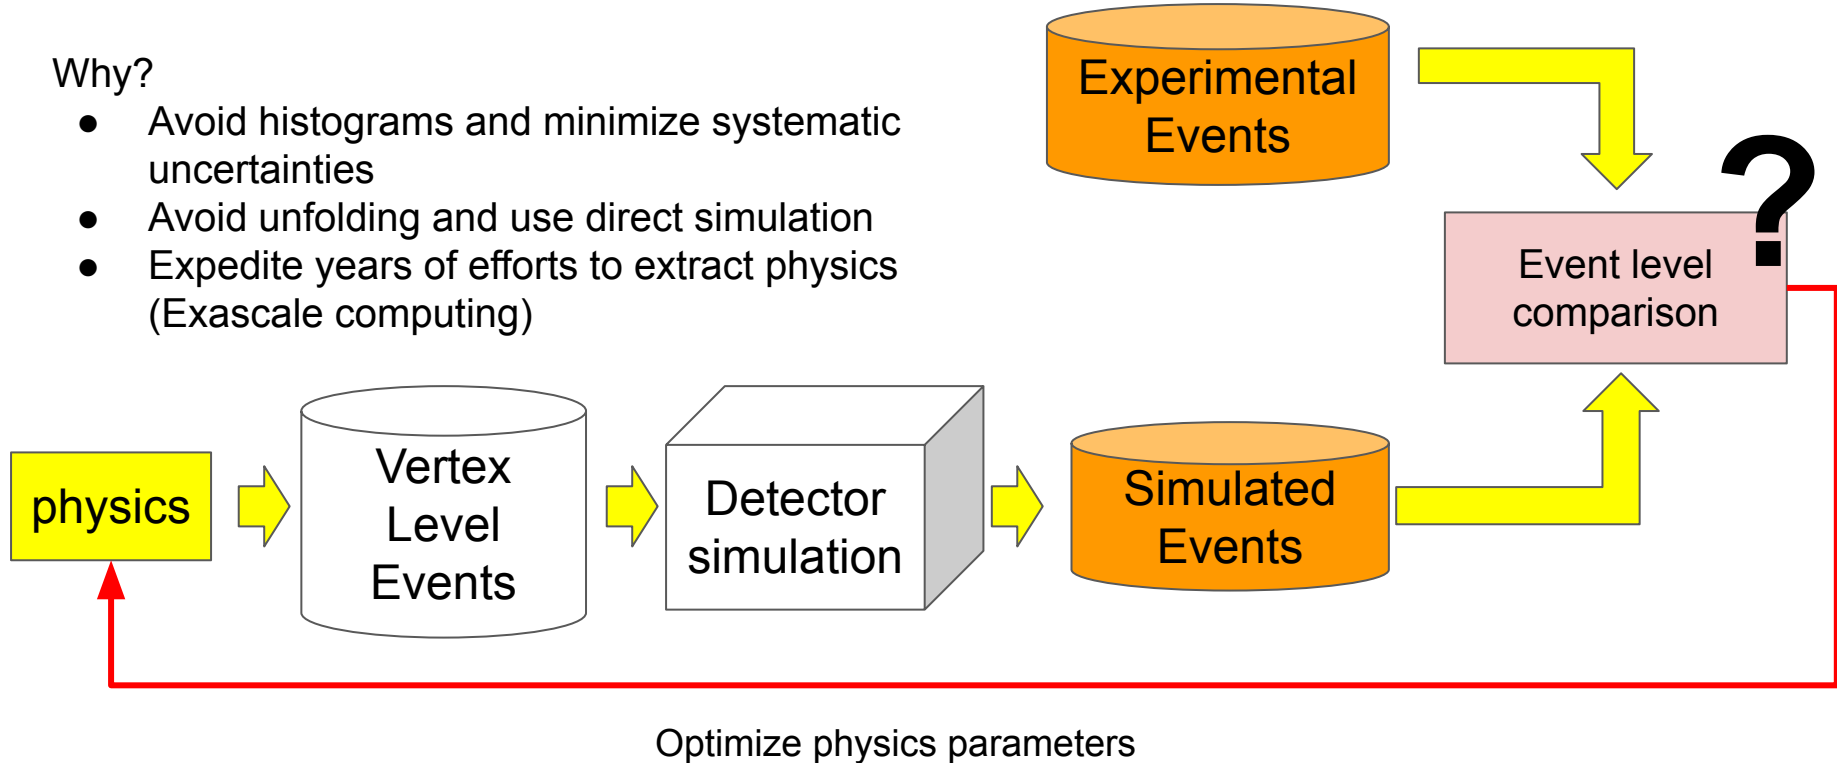 Why?
● Avoid histograms and minimize systematic
uncertainties
● Avoid unfolding and use direct simulation
● Expedite years of efforts to extract physics
(Exascale computing)
Experimental
Events
?
Event level
comparison
physics
Vertex
Level
Events
Detector
simulation
Simulated
Events
Optimize physics parameters